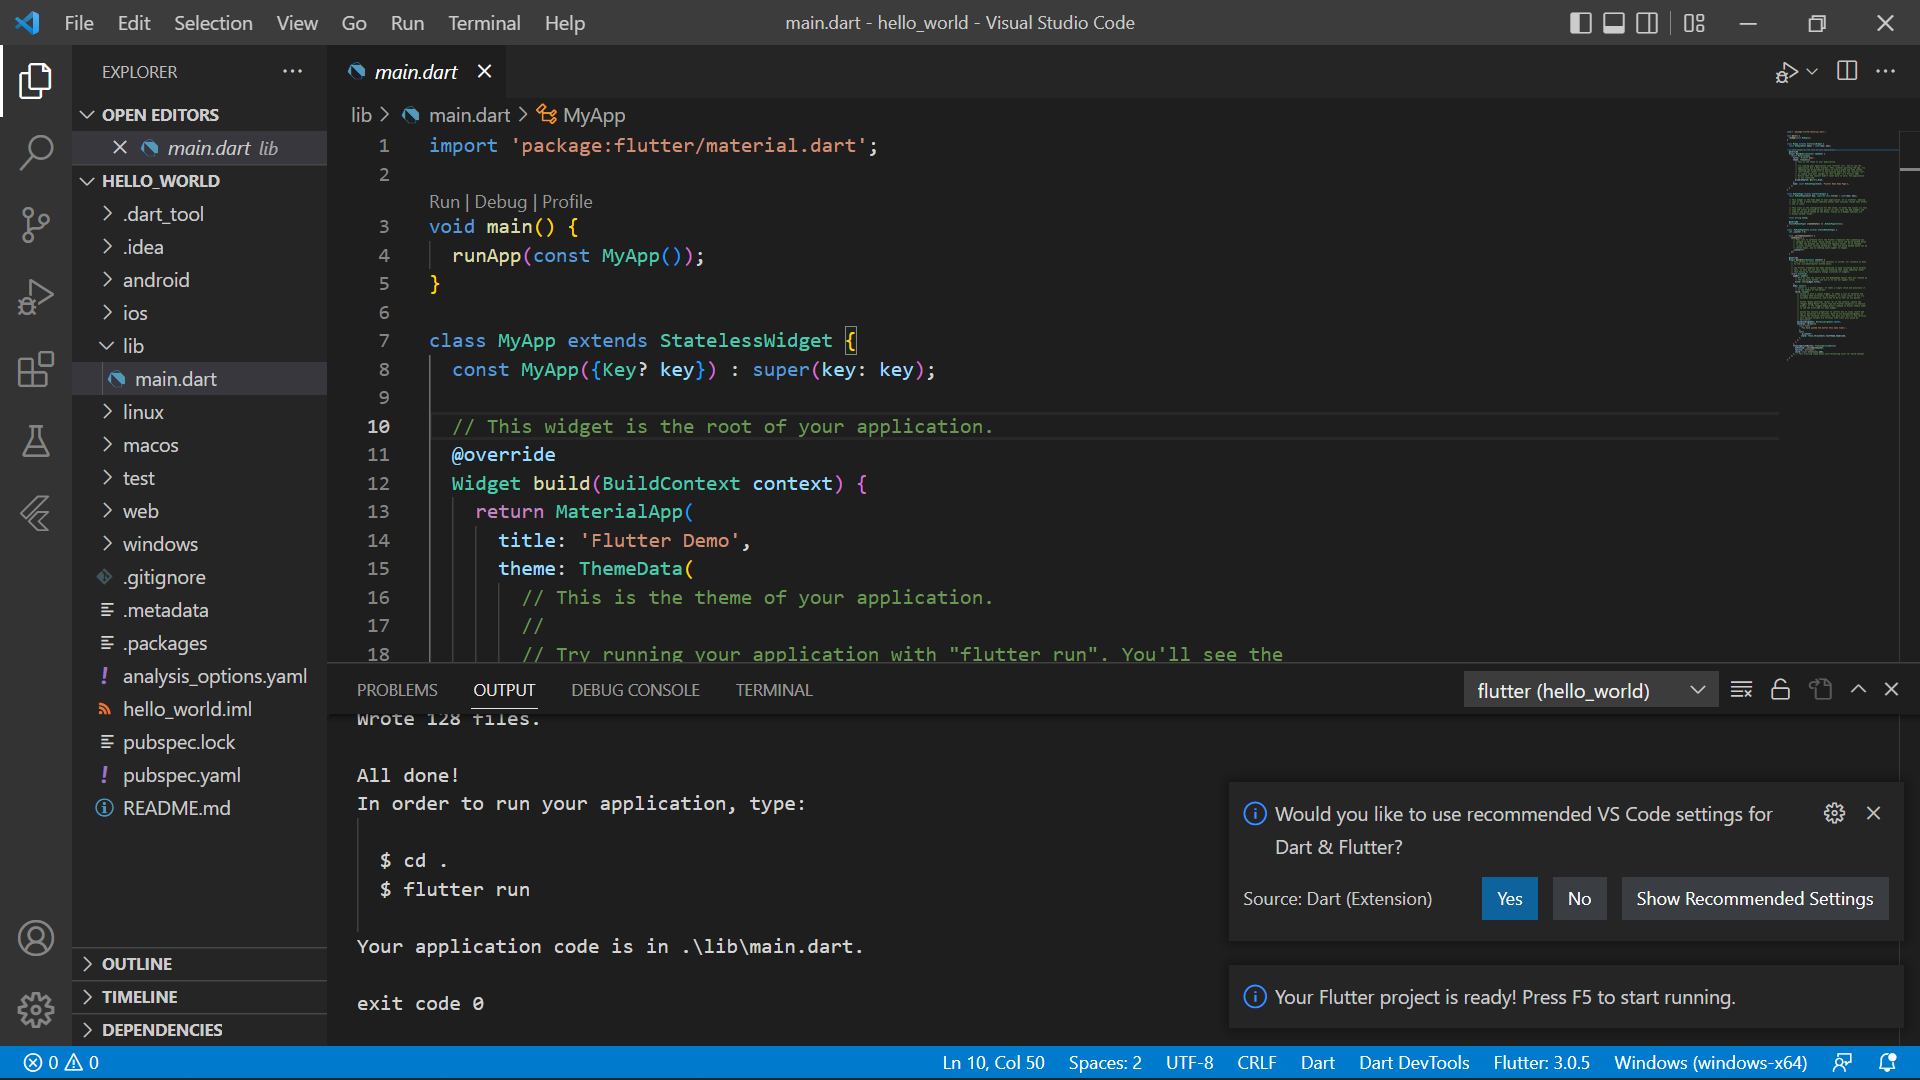 File Edit Selection View Go Run Terminal Help
main.dart - hello_world - Visual Studio Code
EXPLORER
OPEN EDITORS
main.dart lib
HELLO_WORLD
.dart_tool
.idea
android
ios
lib
main.dart
linux
macos
test
web
windows
.gitignore
.metadata
.packages
analysis_options.yaml
hello_world.iml
pubspec.lock
pubspec.yaml
README.md
OUTLINE
TIMELINE
DEPENDENCIES
main.dart
lib > main.dart > MyApp
1 import 'package:flutter/material.dart';
2
Run | Debug | Profile
3 void main() {
4 runApp(const MyApp());
5 }
6
7 class MyApp extends StatelessWidget {
8 const MyApp({Key? key}) : super(key: key);
9
10 // This widget is the root of your application.
11 @override
12 Widget build(BuildContext context) {
13 return MaterialApp(
14 title: 'Flutter Demo',
15 theme: ThemeData(
16 // This is the theme of your application.
17 //
18 // Try running your application with "flutter run". You'll see the
PROBLEMS OUTPUT DEBUG CONSOLE TERMINAL
flutter (hello_world)
Wrote 128 files.
All done!
In order to run your application, type:
$ cd .
$ flutter run
Your application code is in .\lib\main.dart.
exit code 0
Would you like to use recommended VS Code settings for
Dart & Flutter?
Source: Dart (Extension)
Yes
No
Show Recommended Settings
Your Flutter project is ready! Press F5 to start running.
0 0
Ln 10, Col 50 Spaces: 2 UTF-8 CRLF Dart Dart DevTools Flutter: 3.0.5 Windows (windows-x64)